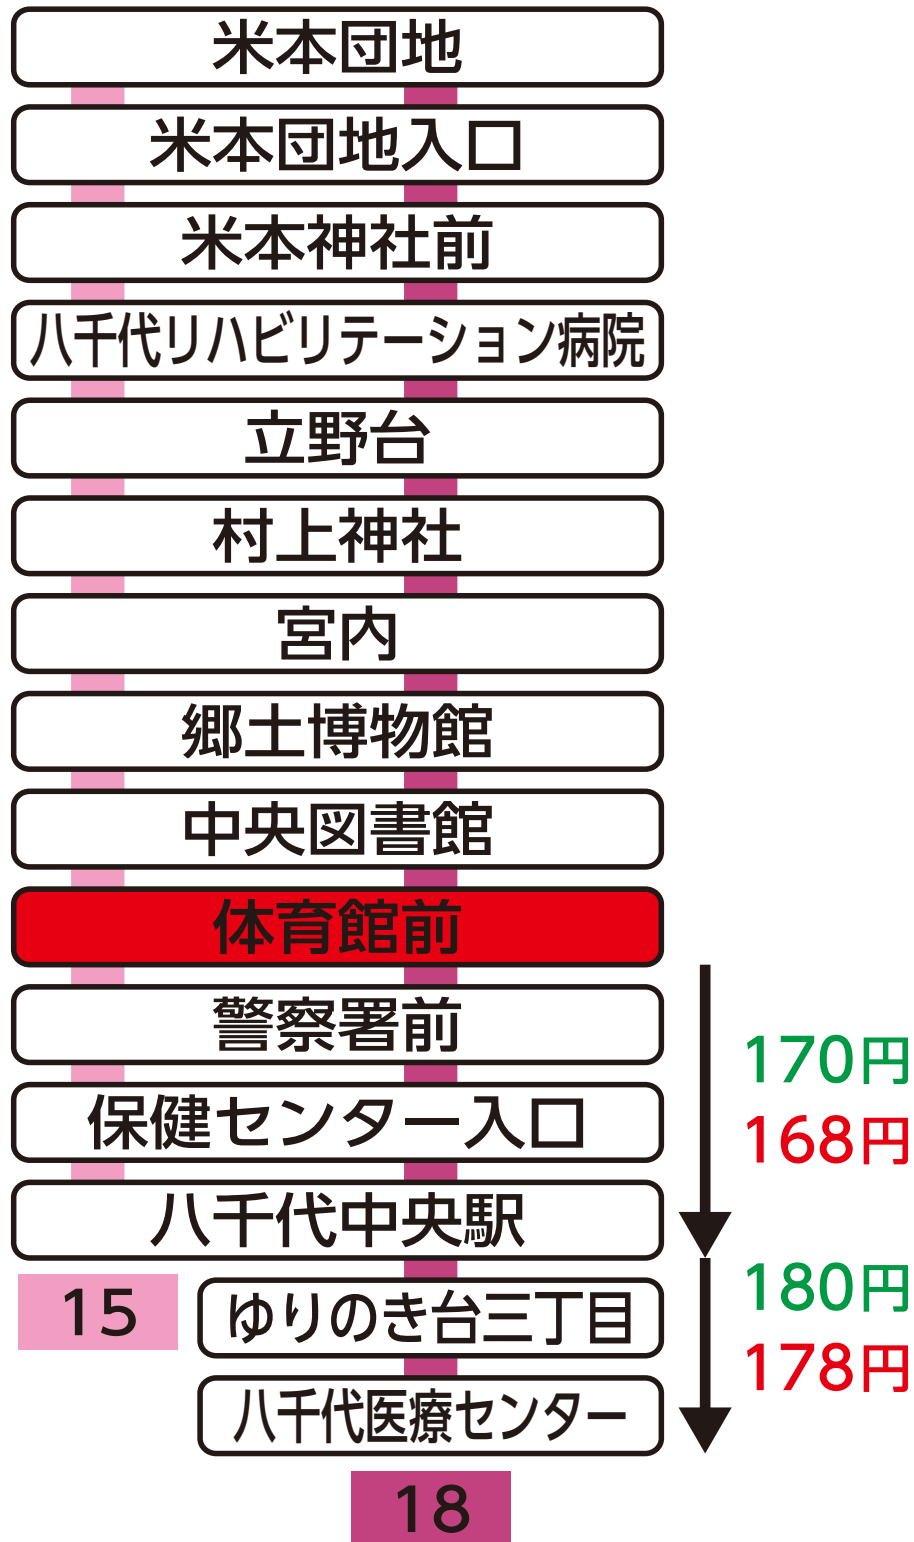 米本団地
米本団地入口
米本神社前
八千代リハビリテーション病院
立野台
村上神社
宮内
郷土博物館
中央図書館
体育館前
警察署前
170円
保健センター入口
168円
八千代中央駅
180円
15
ゆりのき台三丁目
178円
八千代医療センター
18